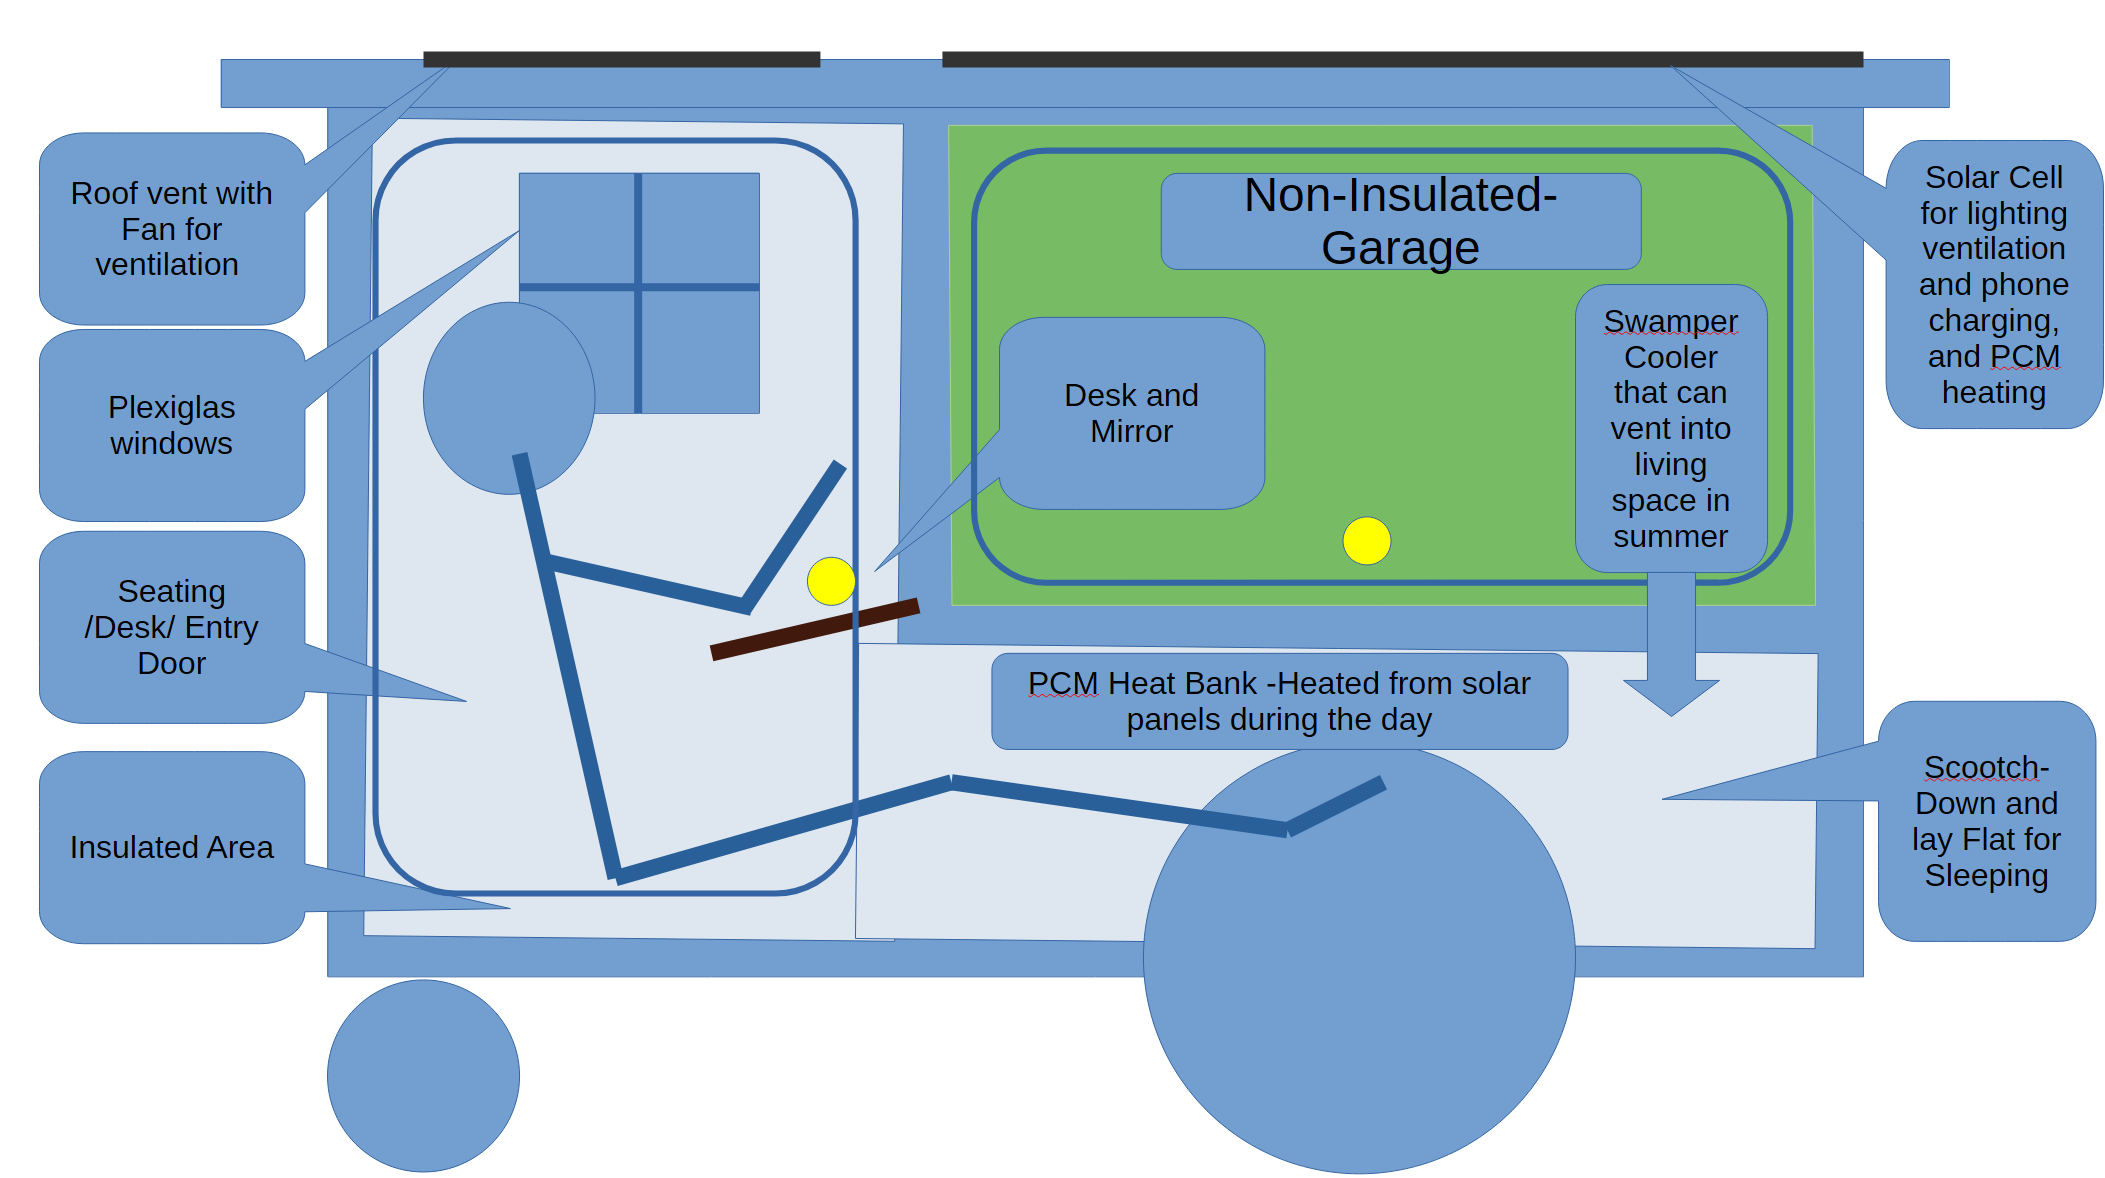 Roof vent with
Fan for
ventilation
Plexiglas
windows
Seating
/Desk/ Entry
Door
Insulated Area
Non-Insulated-
Garage
Desk and
Mirror
Swamper
Cooler
that can
vent into
living
space in
summer
PCM Heat Bank -Heated from solar
panels during the day
Solar Cell
for lighting
ventilation
and phone
charging,
and PCM
heating
Scootch-
Down and
lay Flat for
Sleeping